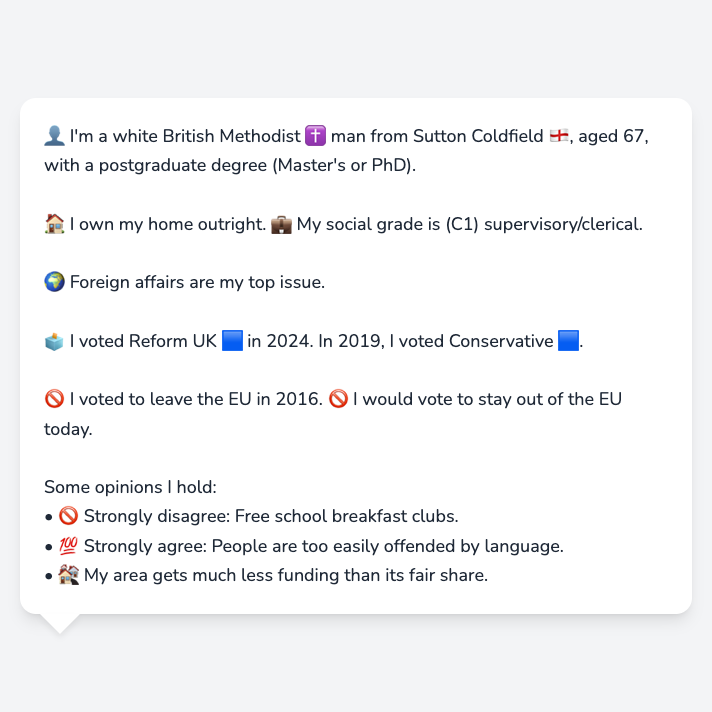 👤 I'm a white British Methodist ✝️ man from Sutton Coldfield 🏴󠁧󠁢󠁥󠁮󠁧󠁿, aged 67,
with a postgraduate degree (Master's or PhD).
🏠 I own my home outright. 💼 My social grade is (C1) supervisory/clerical.
🌍 Foreign affairs are my top issue.
🗳️ I voted Reform UK 🟦 in 2024. In 2019, I voted Conservative 🟦.
🚫 I voted to leave the EU in 2016. 🚫 I would vote to stay out of the EU
today.
Some opinions I hold:
• 🚫 Strongly disagree: Free school breakfast clubs.
• 💯 Strongly agree: People are too easily offended by language.
• 🏚️ My area gets much less funding than its fair share.